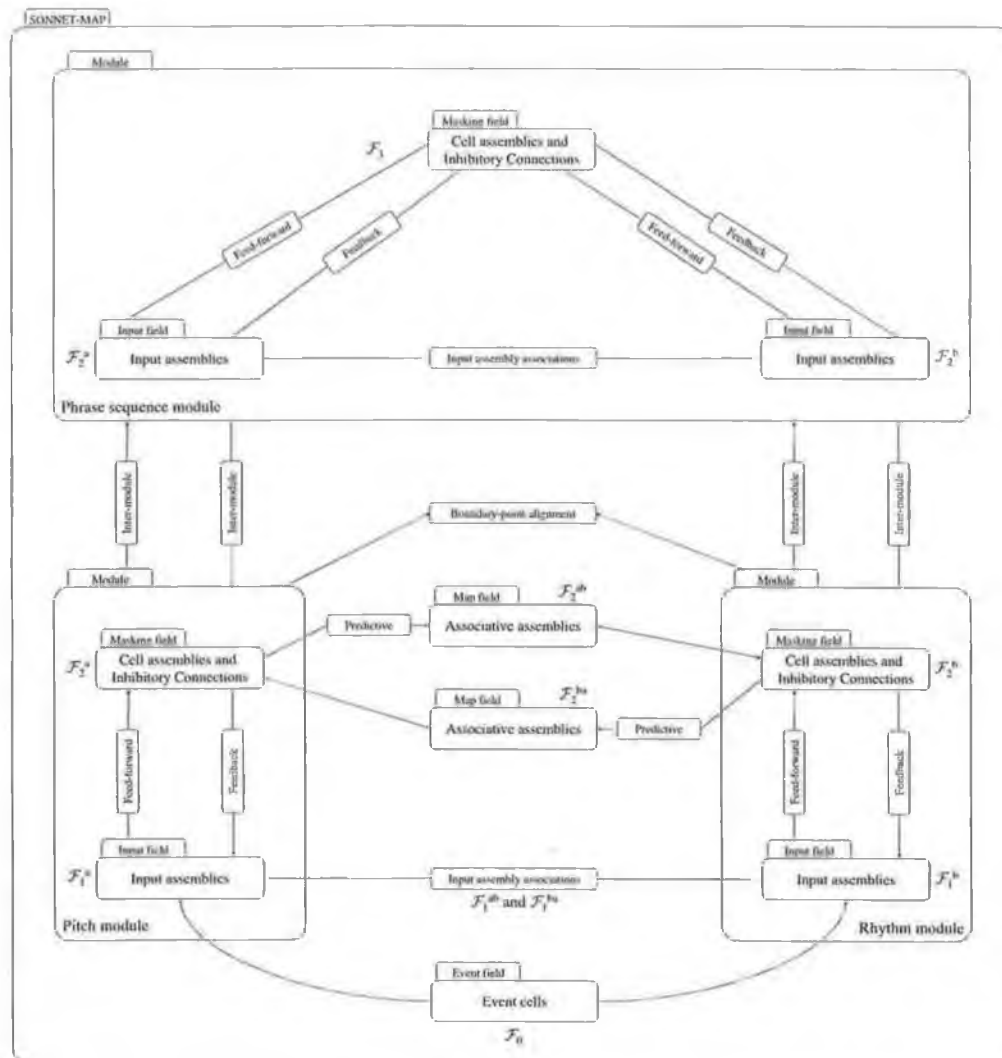 SONNET-MAP
Module
Masking field
Cell assemblies and
Inhibitory Connections
ℱ₃
Feed-forward
Feedback
Feed-forward
Feedback
Input field
Input assemblies
ℱ₂ᵃ
Input assembly associations
Input field
Input assemblies
ℱ₂ᵇ
Phrase sequence module
Inter-module
Inter-module
Inter-module
Inter-module
Boundary-point alignment
Module
Module
Map field
ℱ₂ᵃᵇ
Predictive
Associative assemblies
Masking field
Cell assemblies and
Inhibitory Connections
ℱ₂ᵃ
Masking field
Cell assemblies and
Inhibitory Connections
ℱ₂ᵇ
Map field
ℱ₂ᵇᵃ
Associative assemblies
Predictive
Feed-forward
Feedback
Feed-forward
Feedback
Input field
Input assemblies
ℱ₁ᵃ
Input assembly associations
ℱ₁ᵃᵇ and ℱ₁ᵇᵃ
Input field
Input assemblies
ℱ₁ᵇ
Pitch module
Rhythm module
Event field
Event cells
ℱ₀